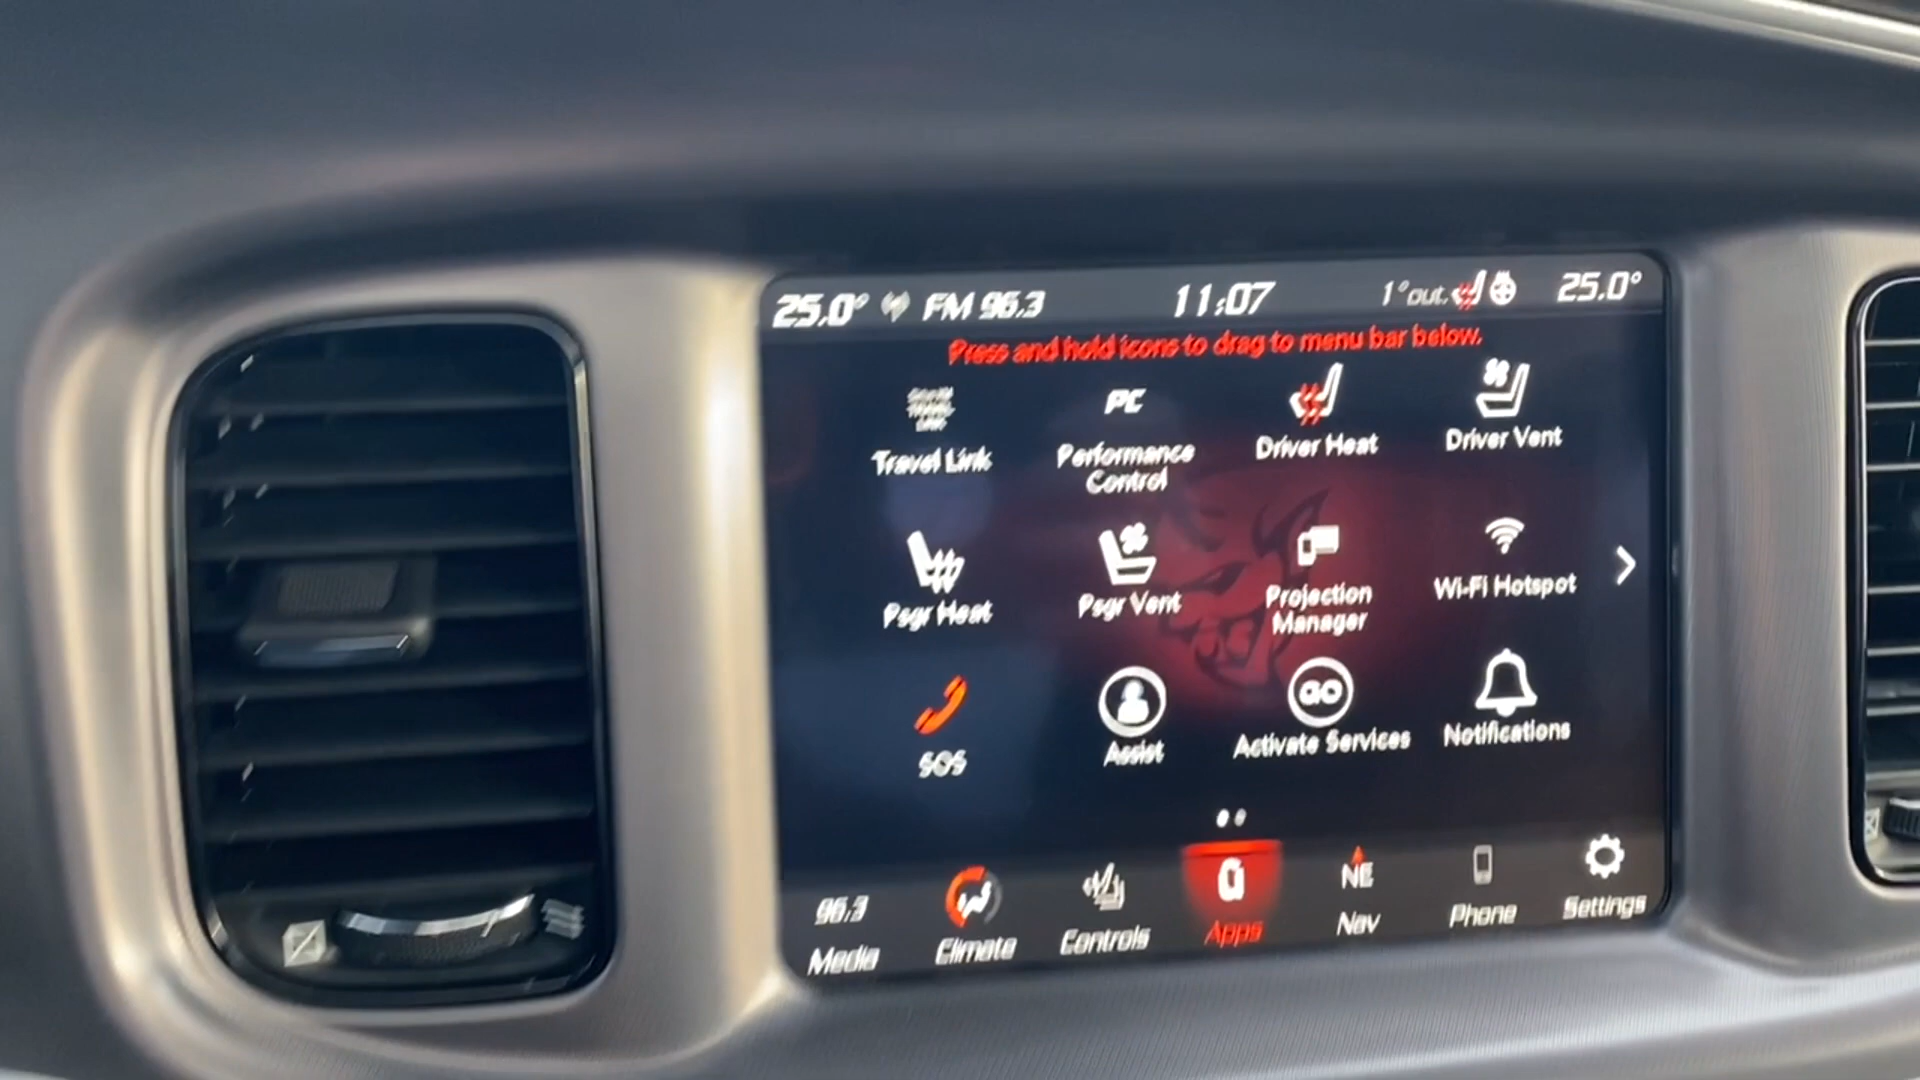 25.0° FM 96.3 11:07 1°out. 25.0°
Press and hold icons to drag to menu bar below.
Travel Link
PC
Performance
Control
Driver Heat
Driver Vent
Psgr Heat
Psgr Vent
Projection
Manager
Wi-Fi Hotspot
SOS
Assist
GO
Activate Services
Notifications
96.3
Media
Climate
Controls
Apps
NE
Nav
Phone
Settings